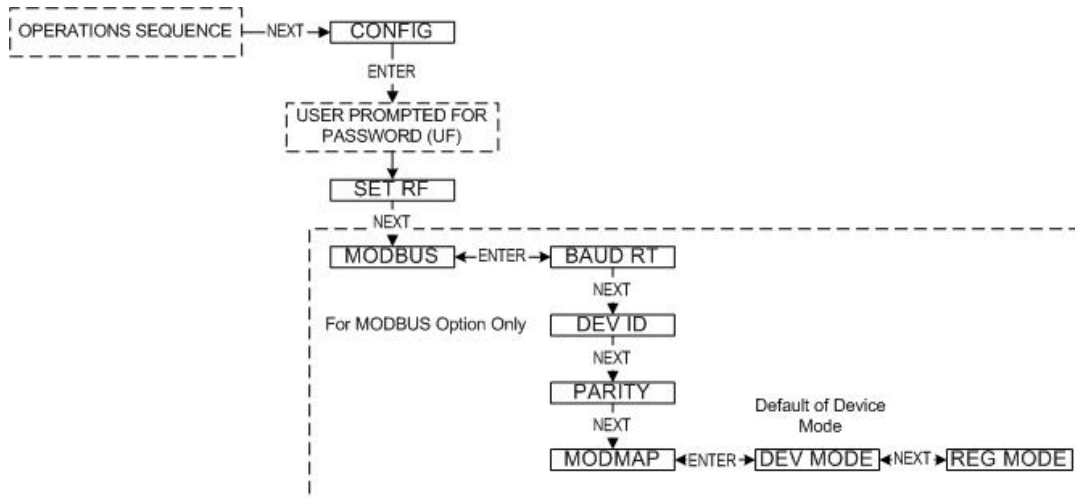 OPERATIONS SEQUENCE
NEXT
CONFIG
ENTER
USER PROMPTED FOR
PASSWORD (UF)
SET RF
NEXT
MODBUS
ENTER
BAUD RT
NEXT
For MODBUS Option Only
DEV ID
NEXT
PARITY
NEXT
Default of Device
Mode
MODMAP
ENTER
DEV MODE
NEXT
REG MODE